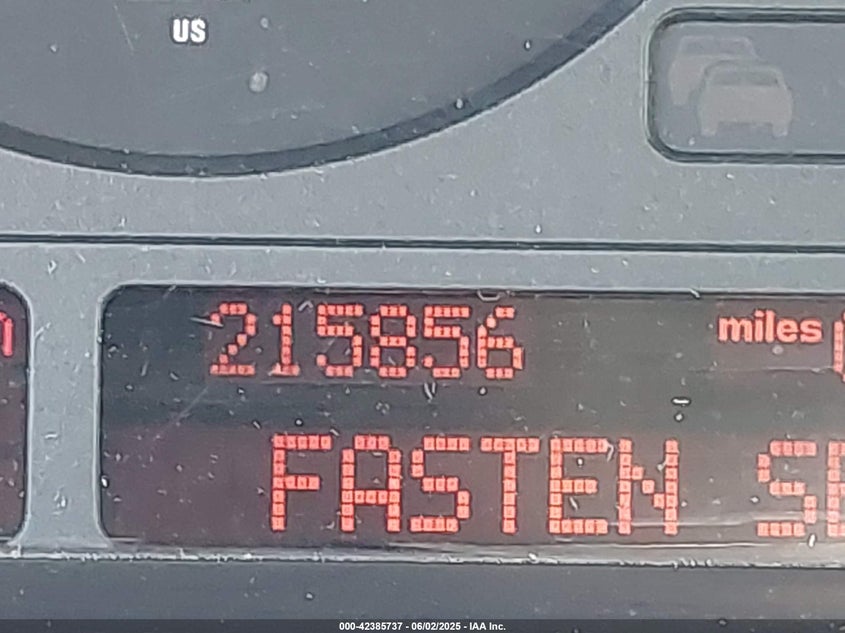 US
215856 miles
FASTEN
000-42385737 - 06/02/2025 - IAA Inc.